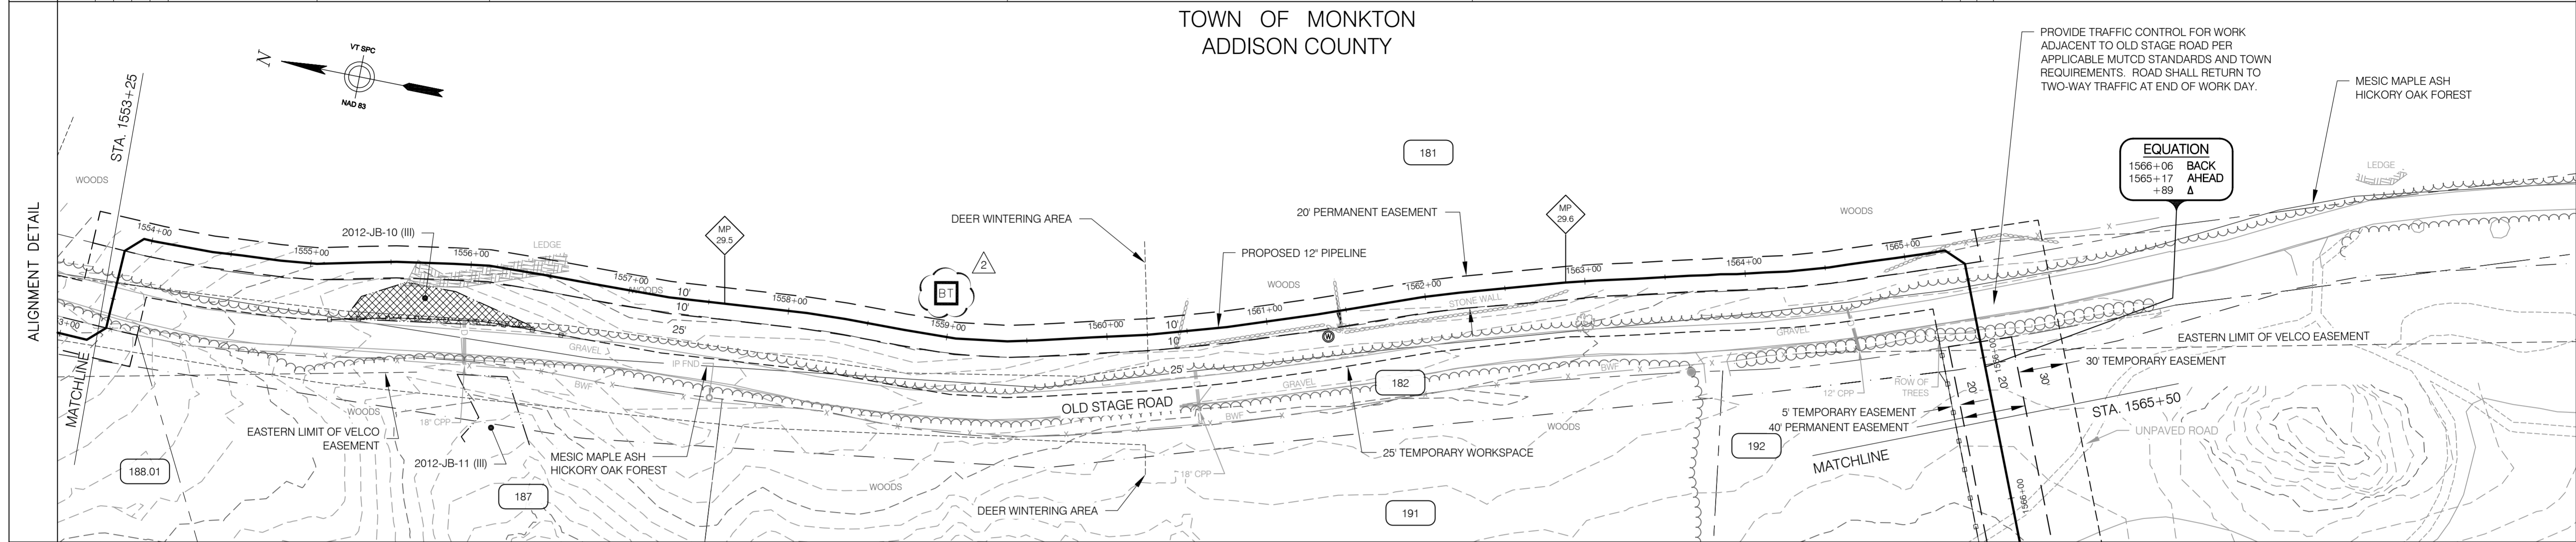 TOWN OF MONKTON
ADDISON COUNTY
ALIGNMENT DETAIL
N
VT SPC
NAD 83
STA. 1553+25
WOODS
MATCHLINE
3+00
1554+00
1555+00
2012-JB-10 (III)
1556+00
LEDGE
1557+00
WOODS
10'
10'
25'
MP
29.5
1558+00
BT
2
1559+00
DEER WINTERING AREA
1560+00
10'
10'
25'
PROPOSED 12" PIPELINE
WOODS
1561+00
W
20' PERMANENT EASEMENT
1562+00
STONE WALL
181
MP
29.6
1563+00
1564+00
WOODS
1565+00
PROVIDE TRAFFIC CONTROL FOR WORK
ADJACENT TO OLD STAGE ROAD PER
APPLICABLE MUTCD STANDARDS AND TOWN
REQUIREMENTS. ROAD SHALL RETURN TO
TWO-WAY TRAFFIC AT END OF WORK DAY.
EQUATION
1566+06 BACK
1565+17 AHEAD
+89 Δ
MESIC MAPLE ASH
HICKORY OAK FOREST
LEDGE
GRAVEL
IP FND
BWF
WOODS
18" CPP
EASTERN LIMIT OF VELCO
EASEMENT
188.01
2012-JB-11 (III)
187
MESIC MAPLE ASH
HICKORY OAK FOREST
WOODS
OLD STAGE ROAD
GRAVEL
BWF
18" CPP
DEER WINTERING AREA
182
25' TEMPORARY WORKSPACE
191
BWF
WOODS
GRAVEL
12" CPP
ROW OF
TREES
192
5' TEMPORARY EASEMENT
40' PERMANENT EASEMENT
MATCHLINE
STA. 1565+50
1566+00
20'
20'
30'
30' TEMPORARY EASEMENT
EASTERN LIMIT OF VELCO EASEMENT
UNPAVED ROAD
1566+00